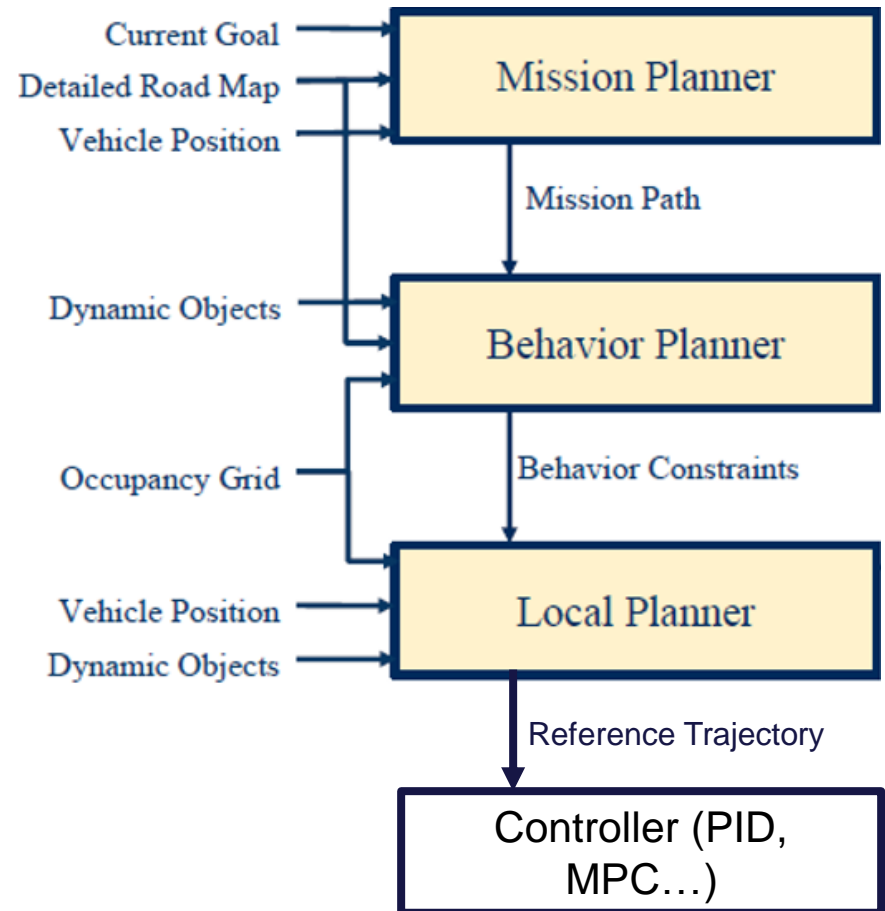 Current Goal
Detailed Road Map
Vehicle Position
Mission Planner
Mission Path
Dynamic Objects
Behavior Planner
Occupancy Grid
Behavior Constraints
Vehicle Position
Dynamic Objects
Local Planner
Reference Trajectory
Controller (PID,
MPC…)